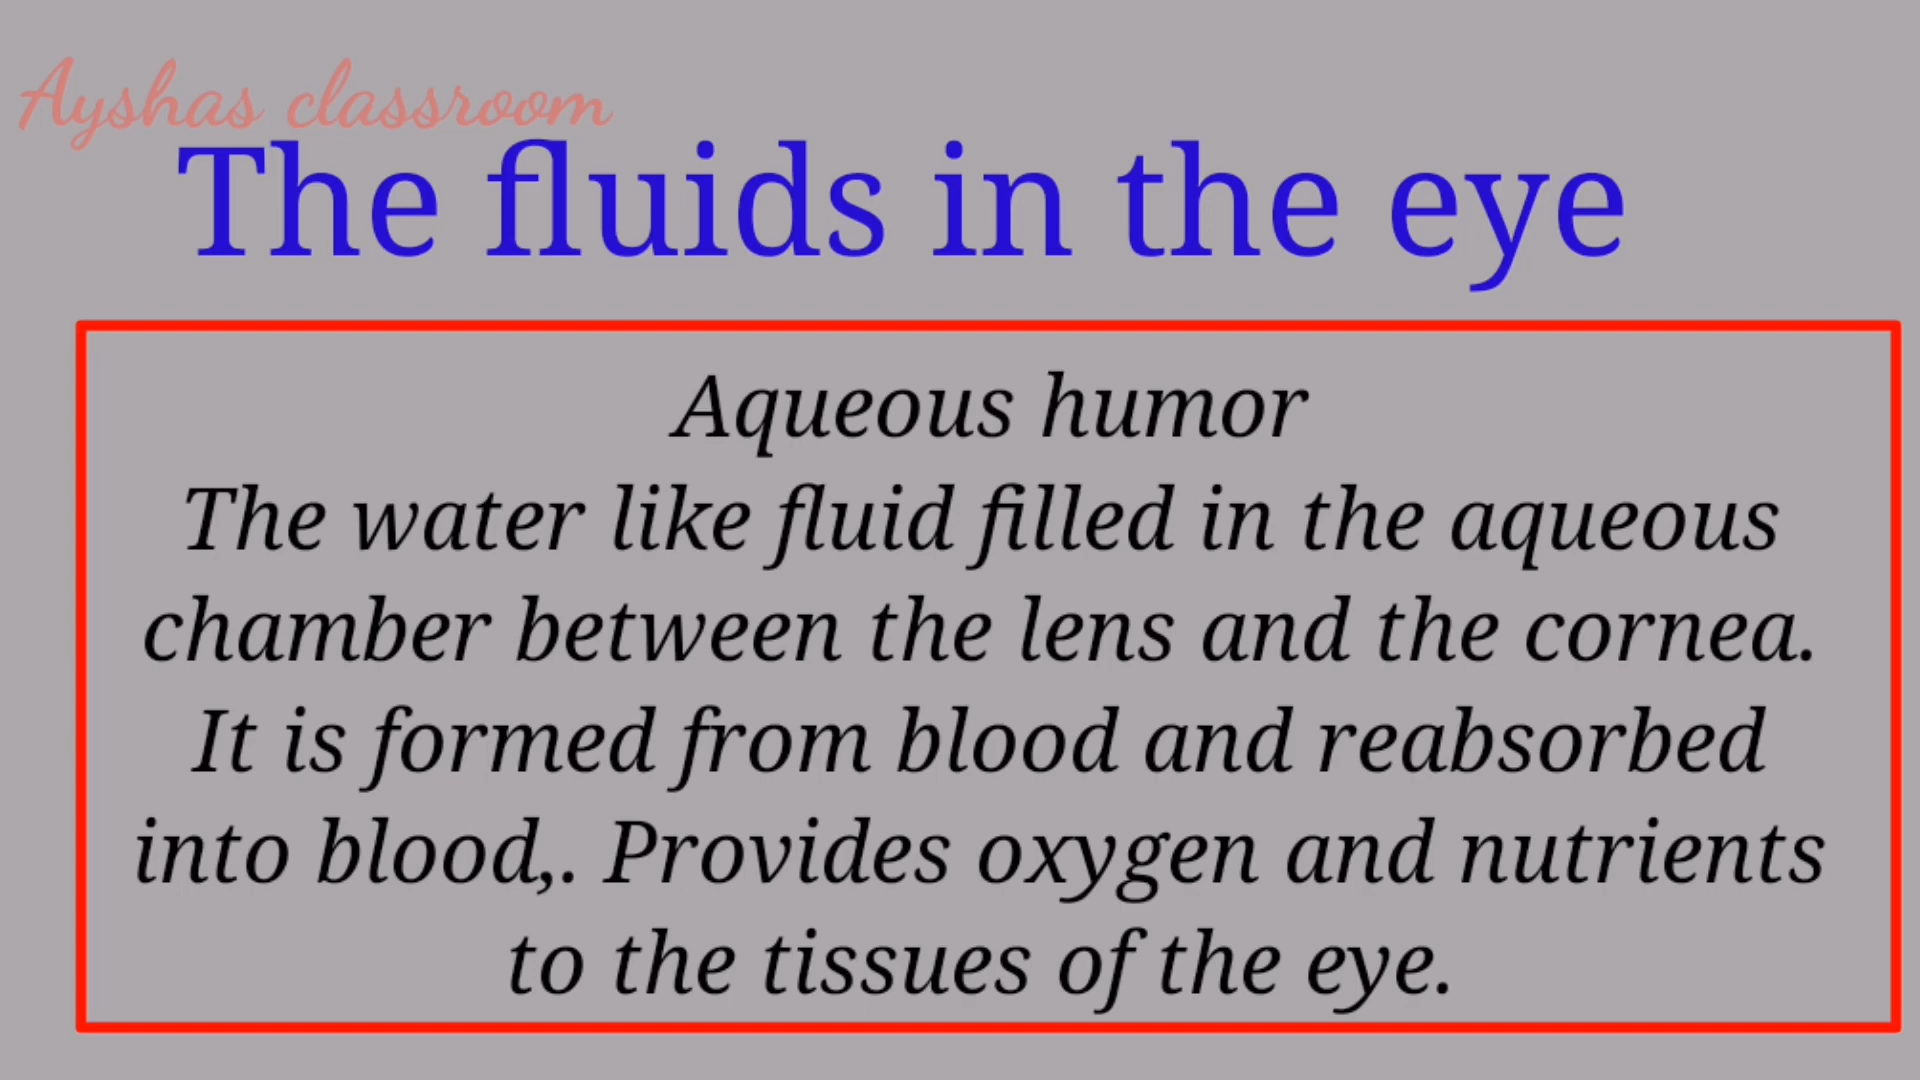 Ayshas classroom
The fluids in the eye
Aqueous humor
The water like fluid filled in the aqueous
chamber between the lens and the cornea.
It is formed from blood and reabsorbed
into blood,. Provides oxygen and nutrients
to the tissues of the eye.